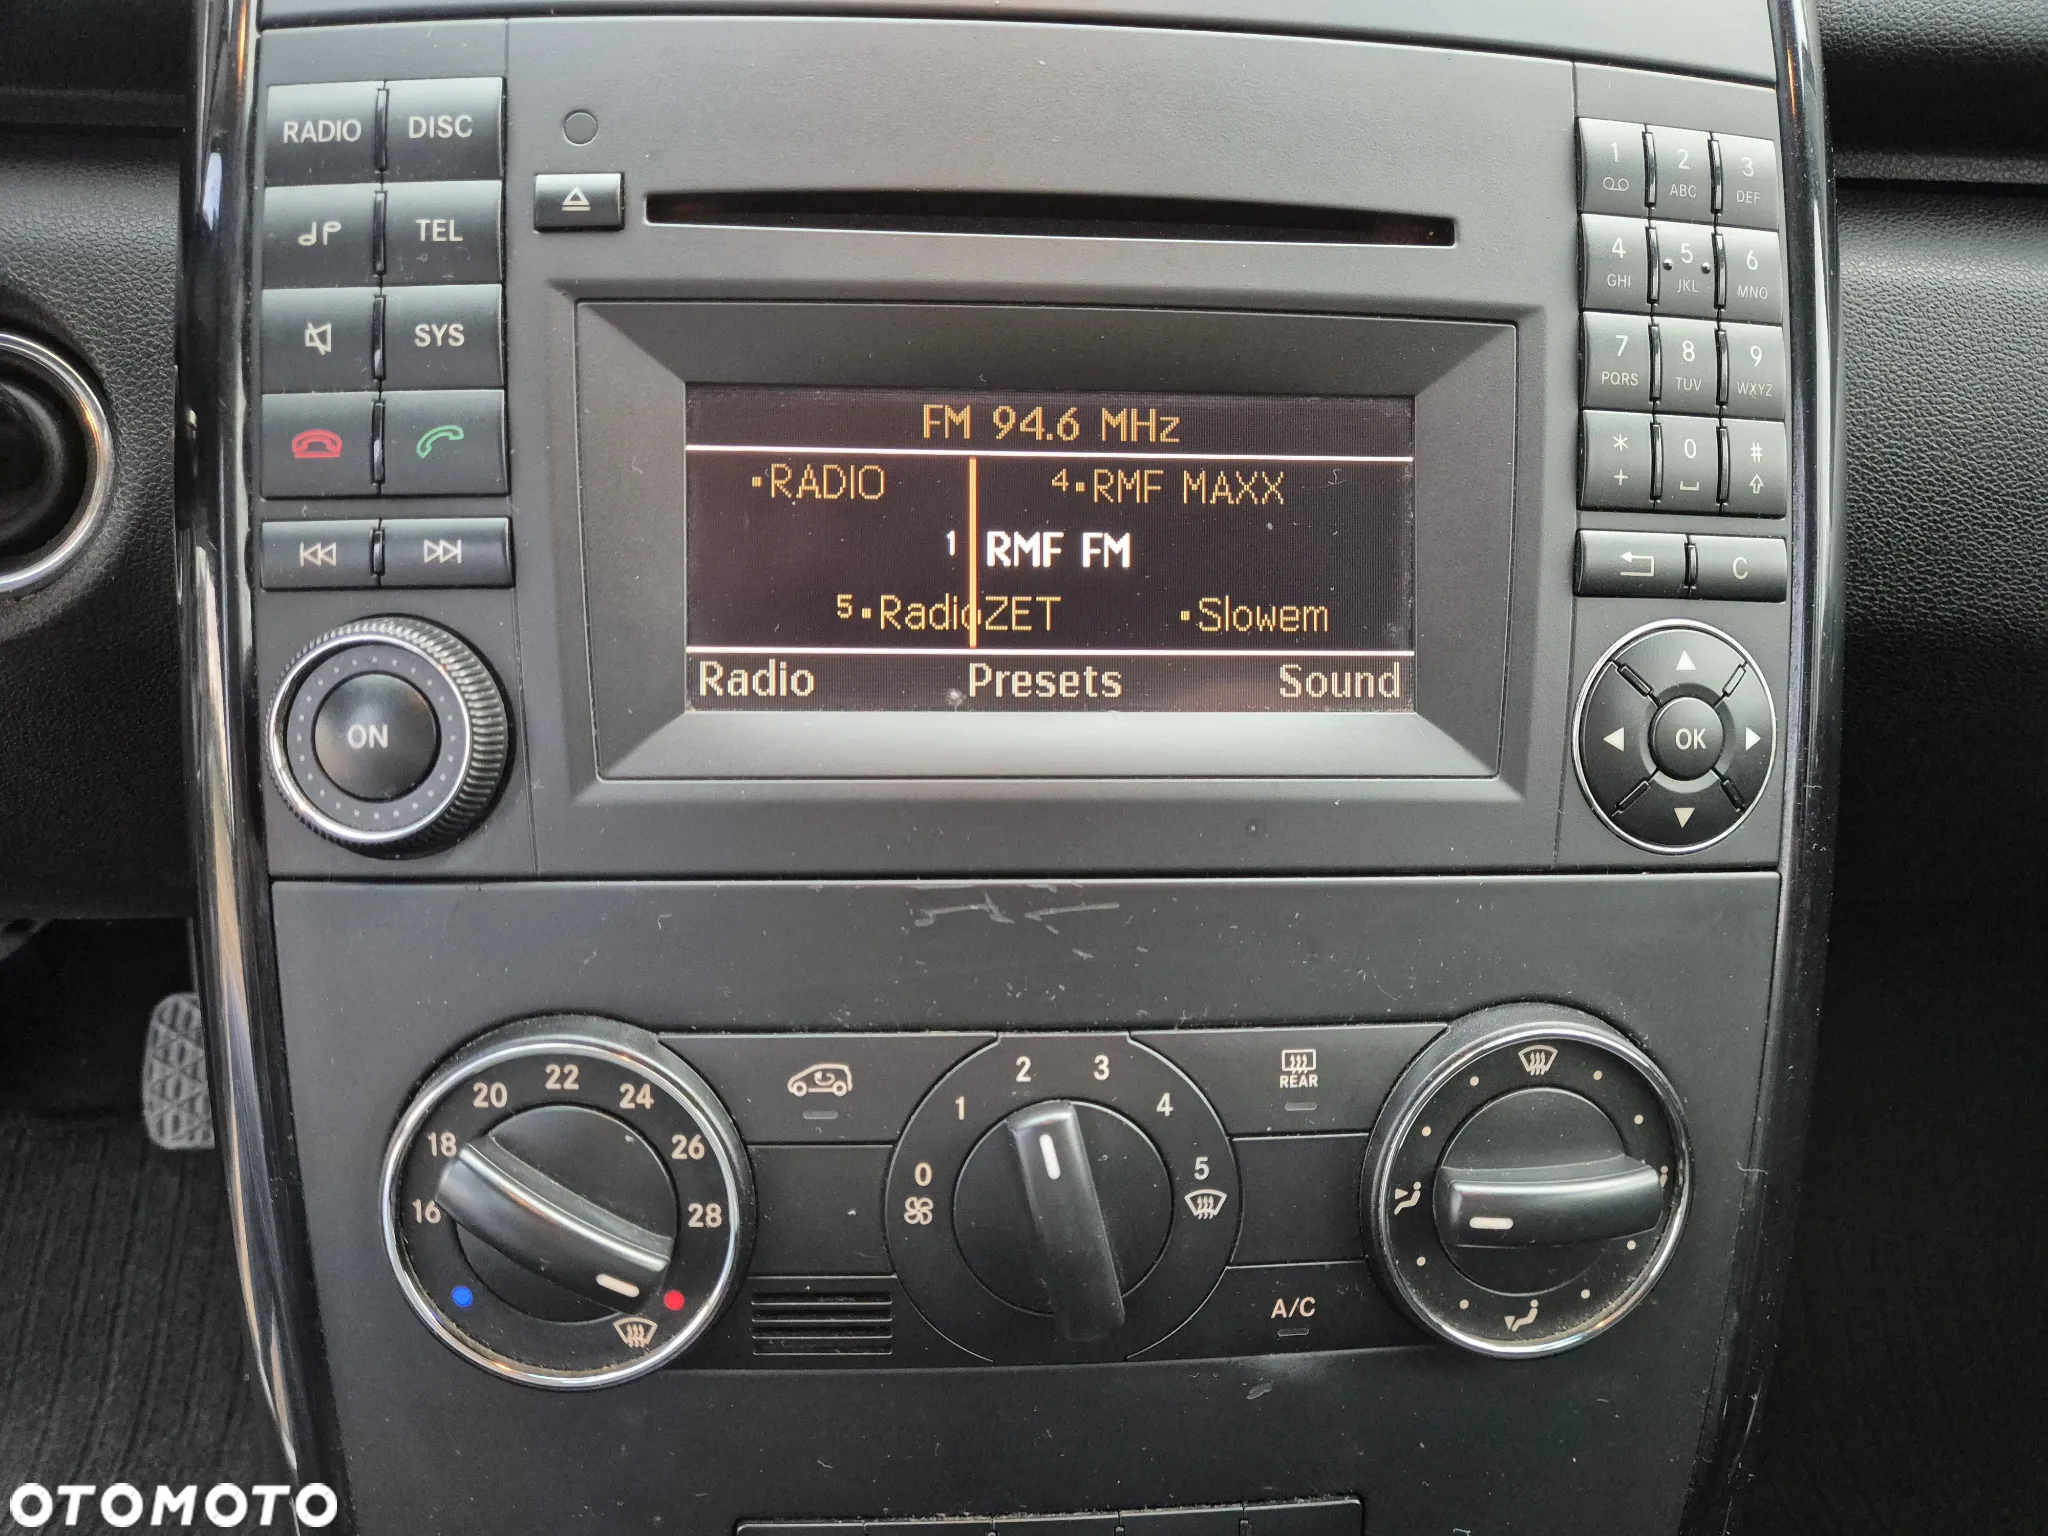 RADIO DISC
TEL
SYS
ON
FM 94.6 MHz
RADIO 4 RMF MAXX
1 RMF FM
5 RadioZET Slowem
Radio Presets Sound
1 2 ABC 3 DEF
4 GHI 5 JKL 6 MNO
7 PQRS 8 TUV 9 WXYZ
* + 0 #
C
OK
16 18 20 22 24 26 28
0 1 2 3 4 5
REAR
A/C
OTOMOTO